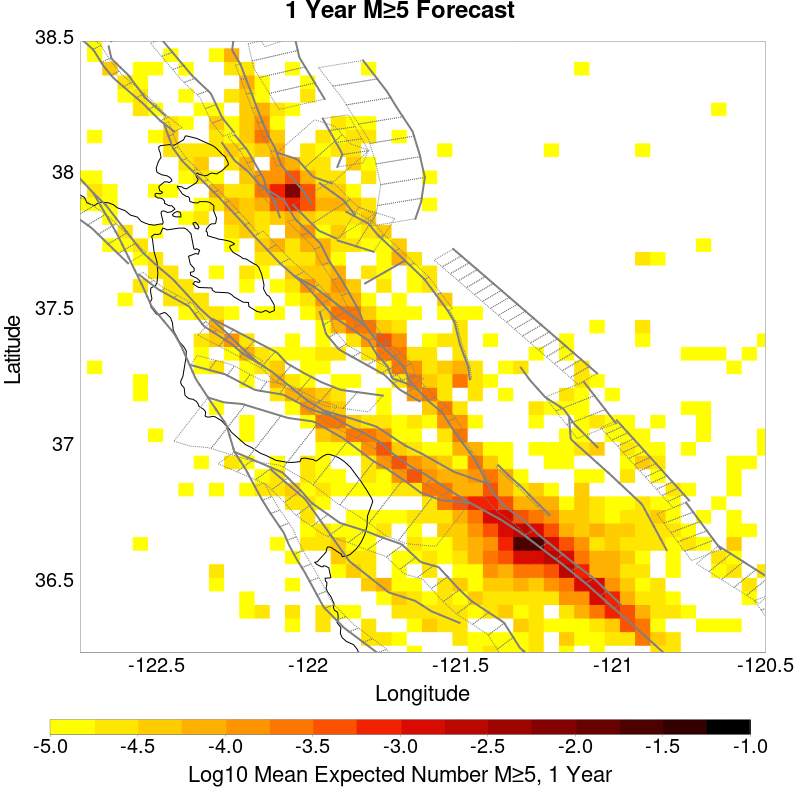 1 Year M≥5 Forecast
38.5
38
37.5
37
36.5
Latitude
-122.5 -122 -121.5 -121 -120.5
Longitude
-5.0 -4.5 -4.0 -3.5 -3.0 -2.5 -2.0 -1.5 -1.0
Log10 Mean Expected Number M≥5, 1 Year